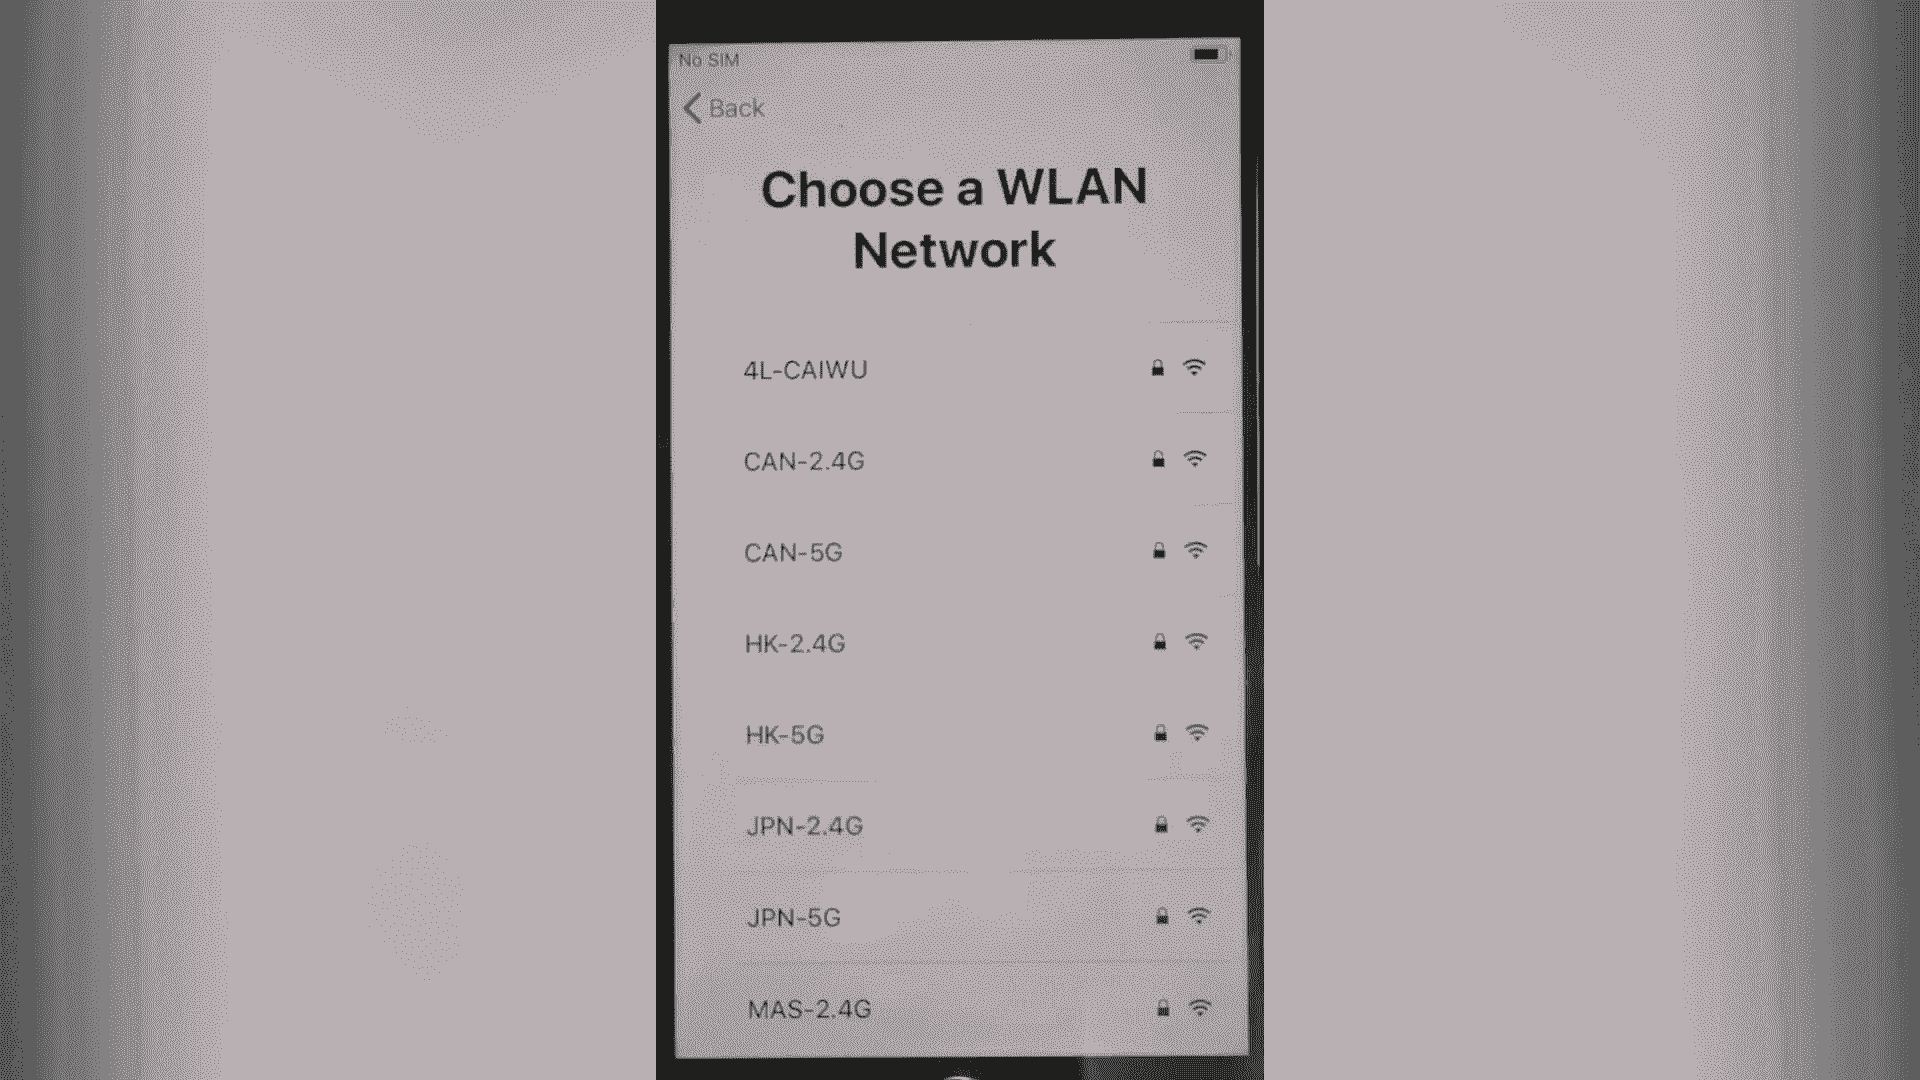 No SIM
Back
Choose a WLAN
Network
4L-CAIWU
CAN-2.4G
CAN-5G
HK-2.4G
HK-5G
JPN-2.4G
JPN-5G
MAS-2.4G